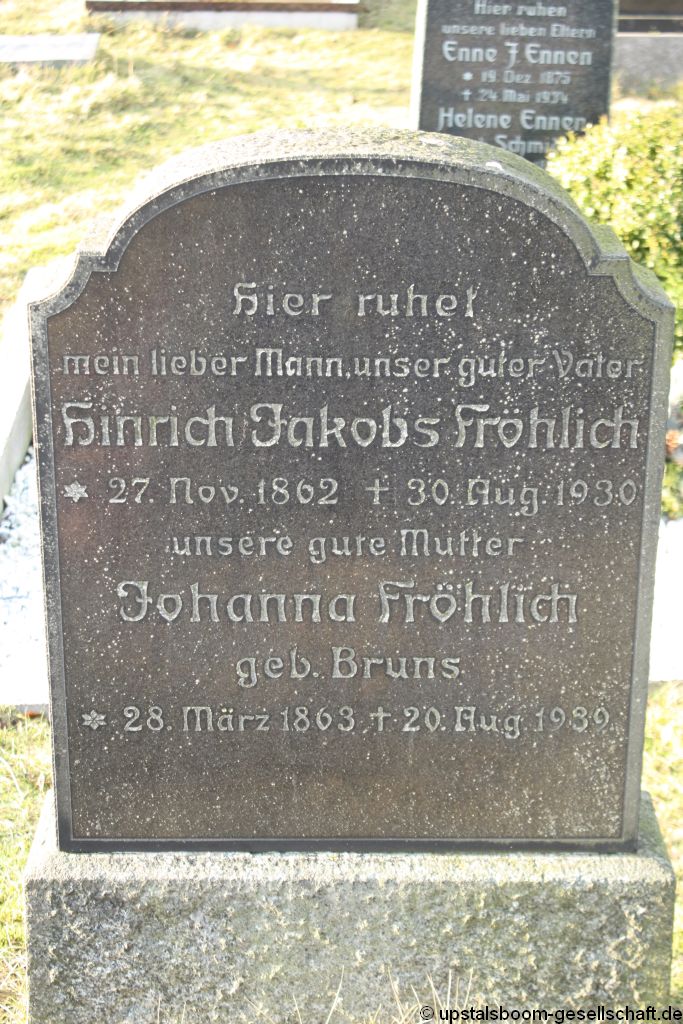 Hier ruhen
unsere lieben Eltern
Enne J Ennen
* 19. Dez. 1875
† 24. Mai 1934
Helene Ennen
Hier ruhet
mein lieber Mann, unser guter Vater
Hinrich Jakobs Fröhlich
* 27. Nov. 1862 † 30. Aug. 1930
unsere gute Mutter
Johanna Fröhlich
geb. Bruns
* 28. März 1863 † 20. Aug. 1939.
© upstalsboom-gesellschaft.de